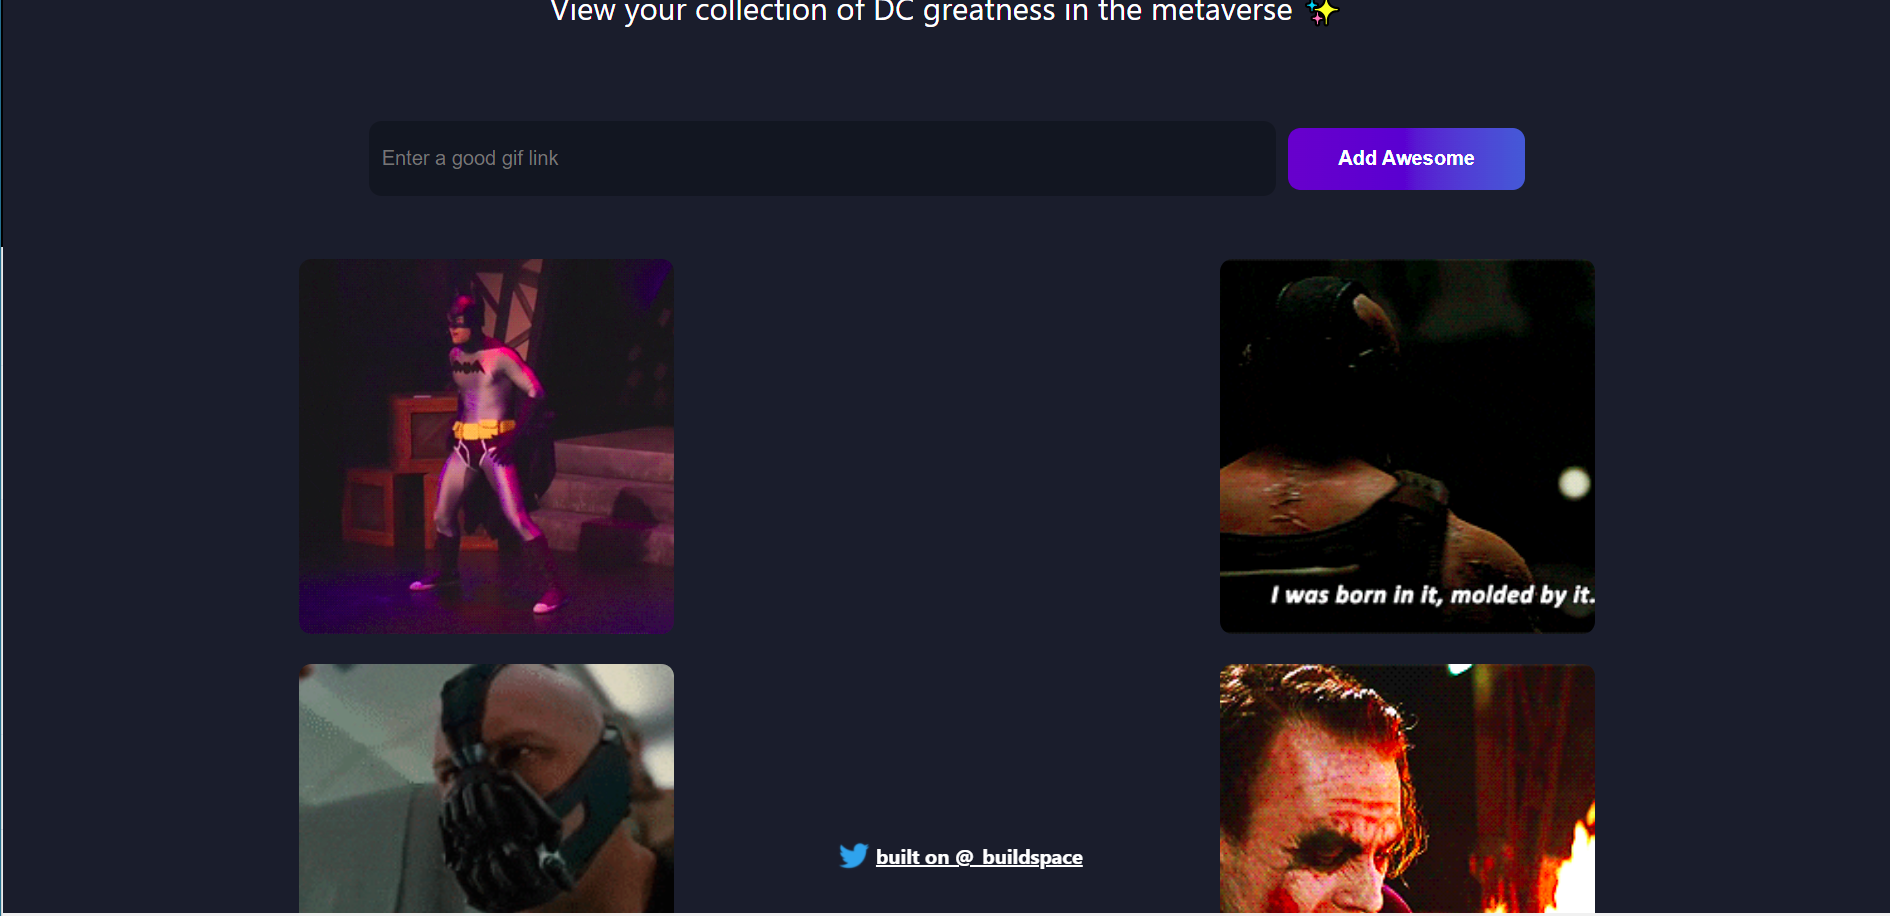 View your collection of DC greatness in the metaverse ✨
Enter a good gif link
Add Awesome
I was born in it, molded by it.
built on @_buildspace